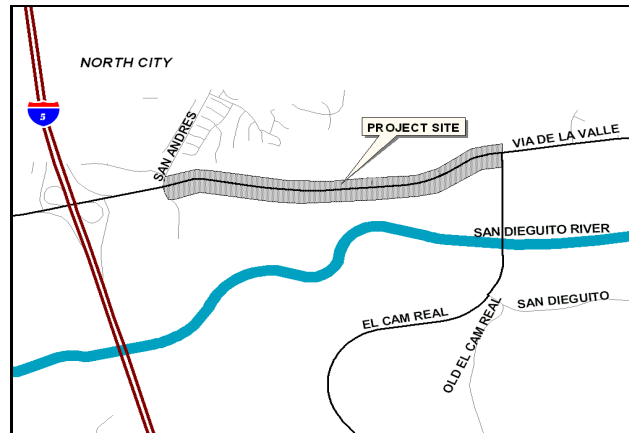 NORTH CITY
5
SAN ANDRES
PROJECT SITE
VIA DE LA VALLE
SAN DIEGUITO RIVER
SAN DIEGUITO
EL CAM REAL
OLD EL CAM REAL